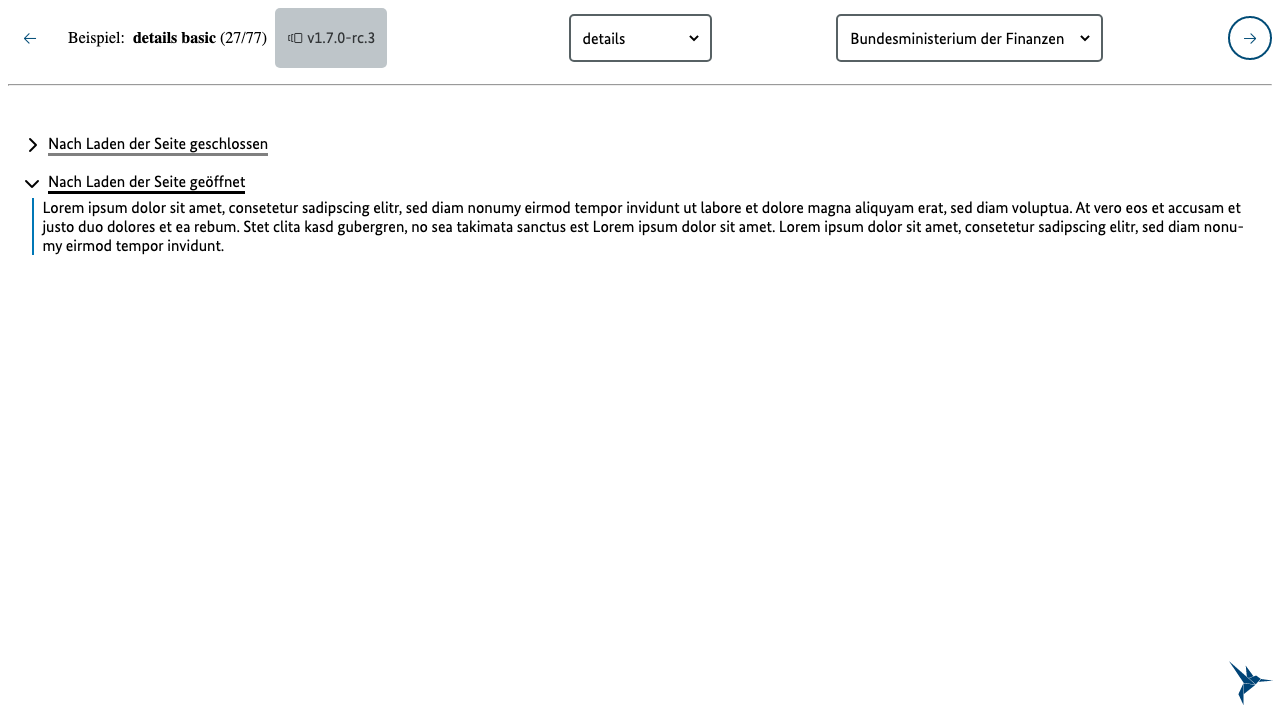 Beispiel: details basic (27/77)
v1.7.0-rc.3
details
Bundesministerium der Finanzen
Nach Laden der Seite geschlossen
Nach Laden der Seite geöffnet
Lorem ipsum dolor sit amet, consetetur sadipscing elitr, sed diam nonumy eirmod tempor invidunt ut labore et dolore magna aliquyam erat, sed diam voluptua. At vero eos et accusam et
justo duo dolores et ea rebum. Stet clita kasd gubergren, no sea takimata sanctus est Lorem ipsum dolor sit amet. Lorem ipsum dolor sit amet, consetetur sadipscing elitr, sed diam nonu-
my eirmod tempor invidunt.